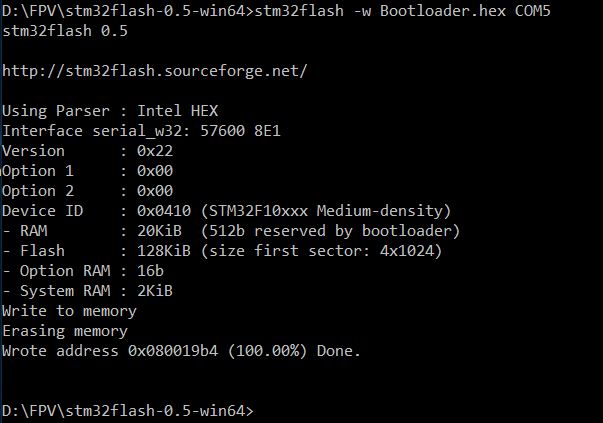 D:\FPV\stm32flash-0.5-win64>stm32flash -w Bootloader.hex COM5
stm32flash 0.5
http://stm32flash.sourceforge.net/
Using Parser : Intel HEX
Interface serial_w32: 57600 8E1
Version      : 0x22
Option 1     : 0x00
Option 2     : 0x00
Device ID    : 0x0410 (STM32F10xxx Medium-density)
- RAM        : 20KiB  (512b reserved by bootloader)
- Flash      : 128KiB (size first sector: 4x1024)
- Option RAM : 16b
- System RAM : 2KiB
Write to memory
Erasing memory
Wrote address 0x080019b4 (100.00%) Done.
D:\FPV\stm32flash-0.5-win64>